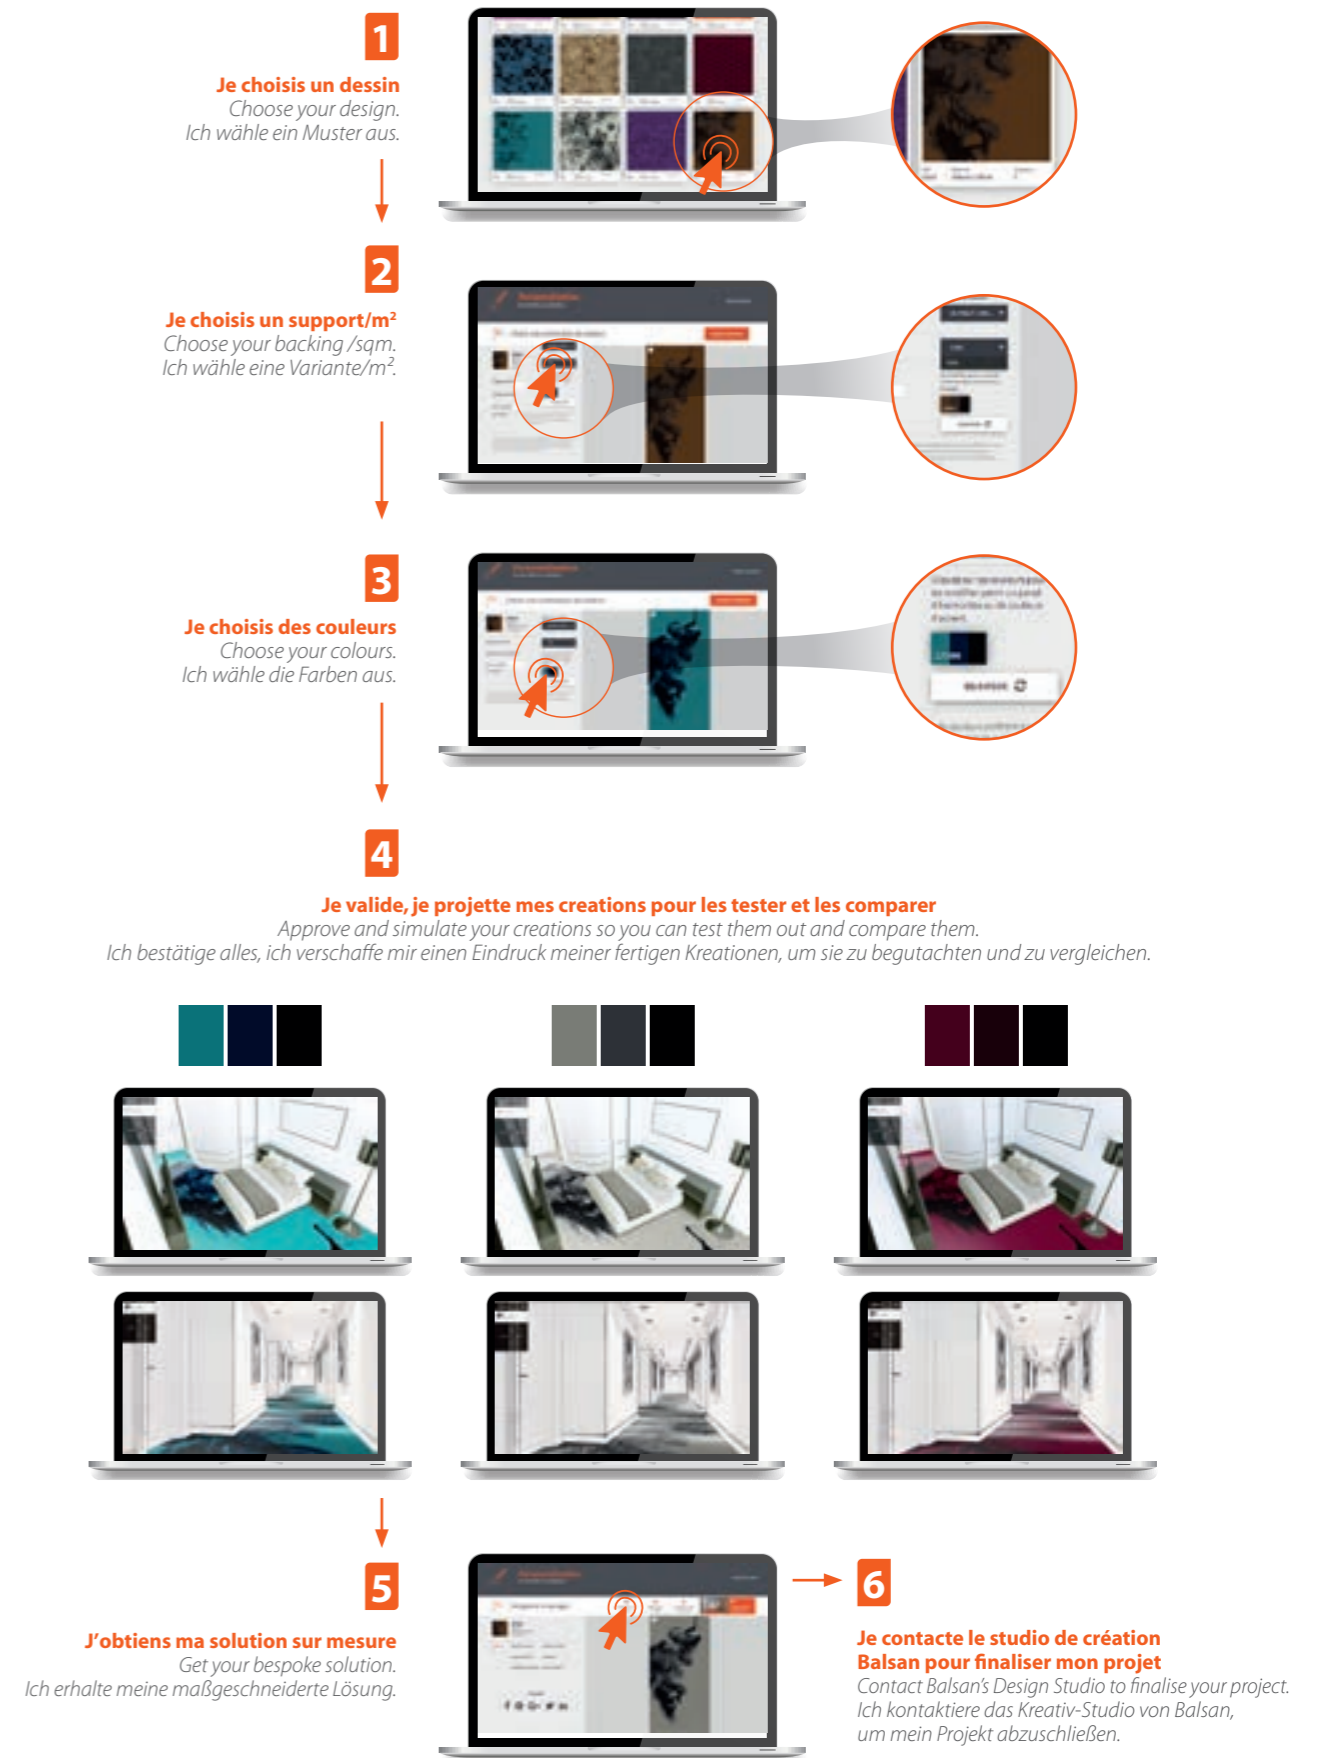 1
Je choisis un dessin
Choose your design.
Ich wähle ein Muster aus.
2
Je choisis un support/m²
Choose your backing /sqm.
Ich wähle eine Variante/m².
3
Je choisis des couleurs
Choose your colours.
Ich wähle die Farben aus.
4
Je valide, je projette mes creations pour les tester et les comparer
Approve and simulate your creations so you can test them out and compare them.
Ich bestätige alles, ich verschaffe mir einen Eindruck meiner fertigen Kreationen, um sie zu begutachten und zu vergleichen.
5
J'obtiens ma solution sur mesure
Get your bespoke solution.
Ich erhalte meine maßgeschneiderte Lösung.
6
Je contacte le studio de création
Balsan pour finaliser mon projet
Contact Balsan's Design Studio to finalise your project.
Ich kontaktiere das Kreativ-Studio von Balsan,
um mein Projekt abzuschließen.